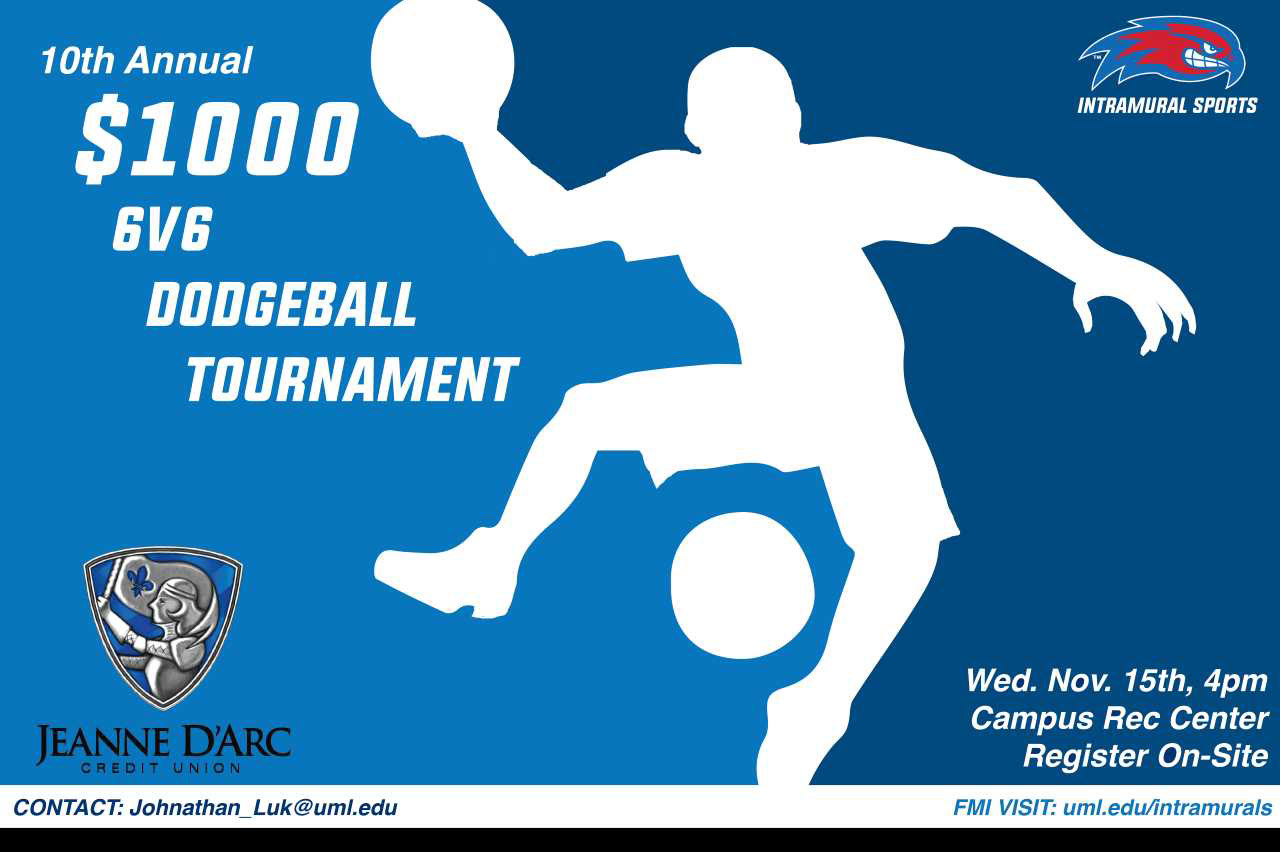 10th Annual
$1000
6V6
DODGEBALL
TOURNAMENT
TM
INTRAMURAL SPORTS
JEANNE D'ARC
CREDIT UNION
Wed. Nov. 15th, 4pm
Campus Rec Center
Register On-Site
CONTACT: Johnathan_Luk@uml.edu
FMI VISIT: uml.edu/intramurals